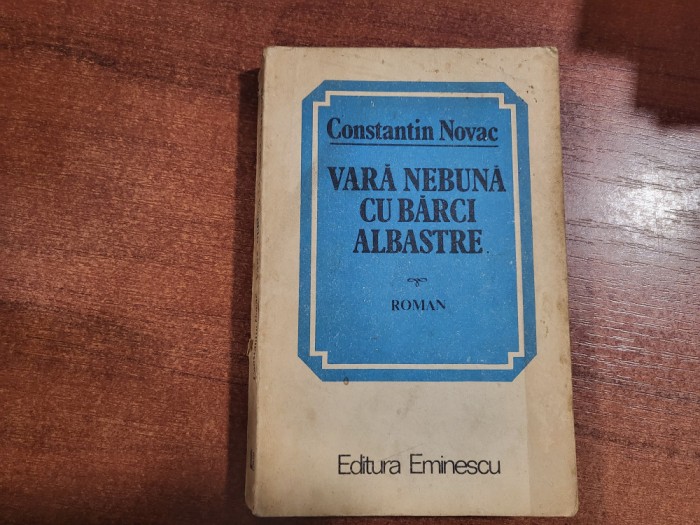 Constantin Novac
VARĂ NEBUNĂ
CU BĂRCI
ALBASTRE
ROMAN
Editura Eminescu